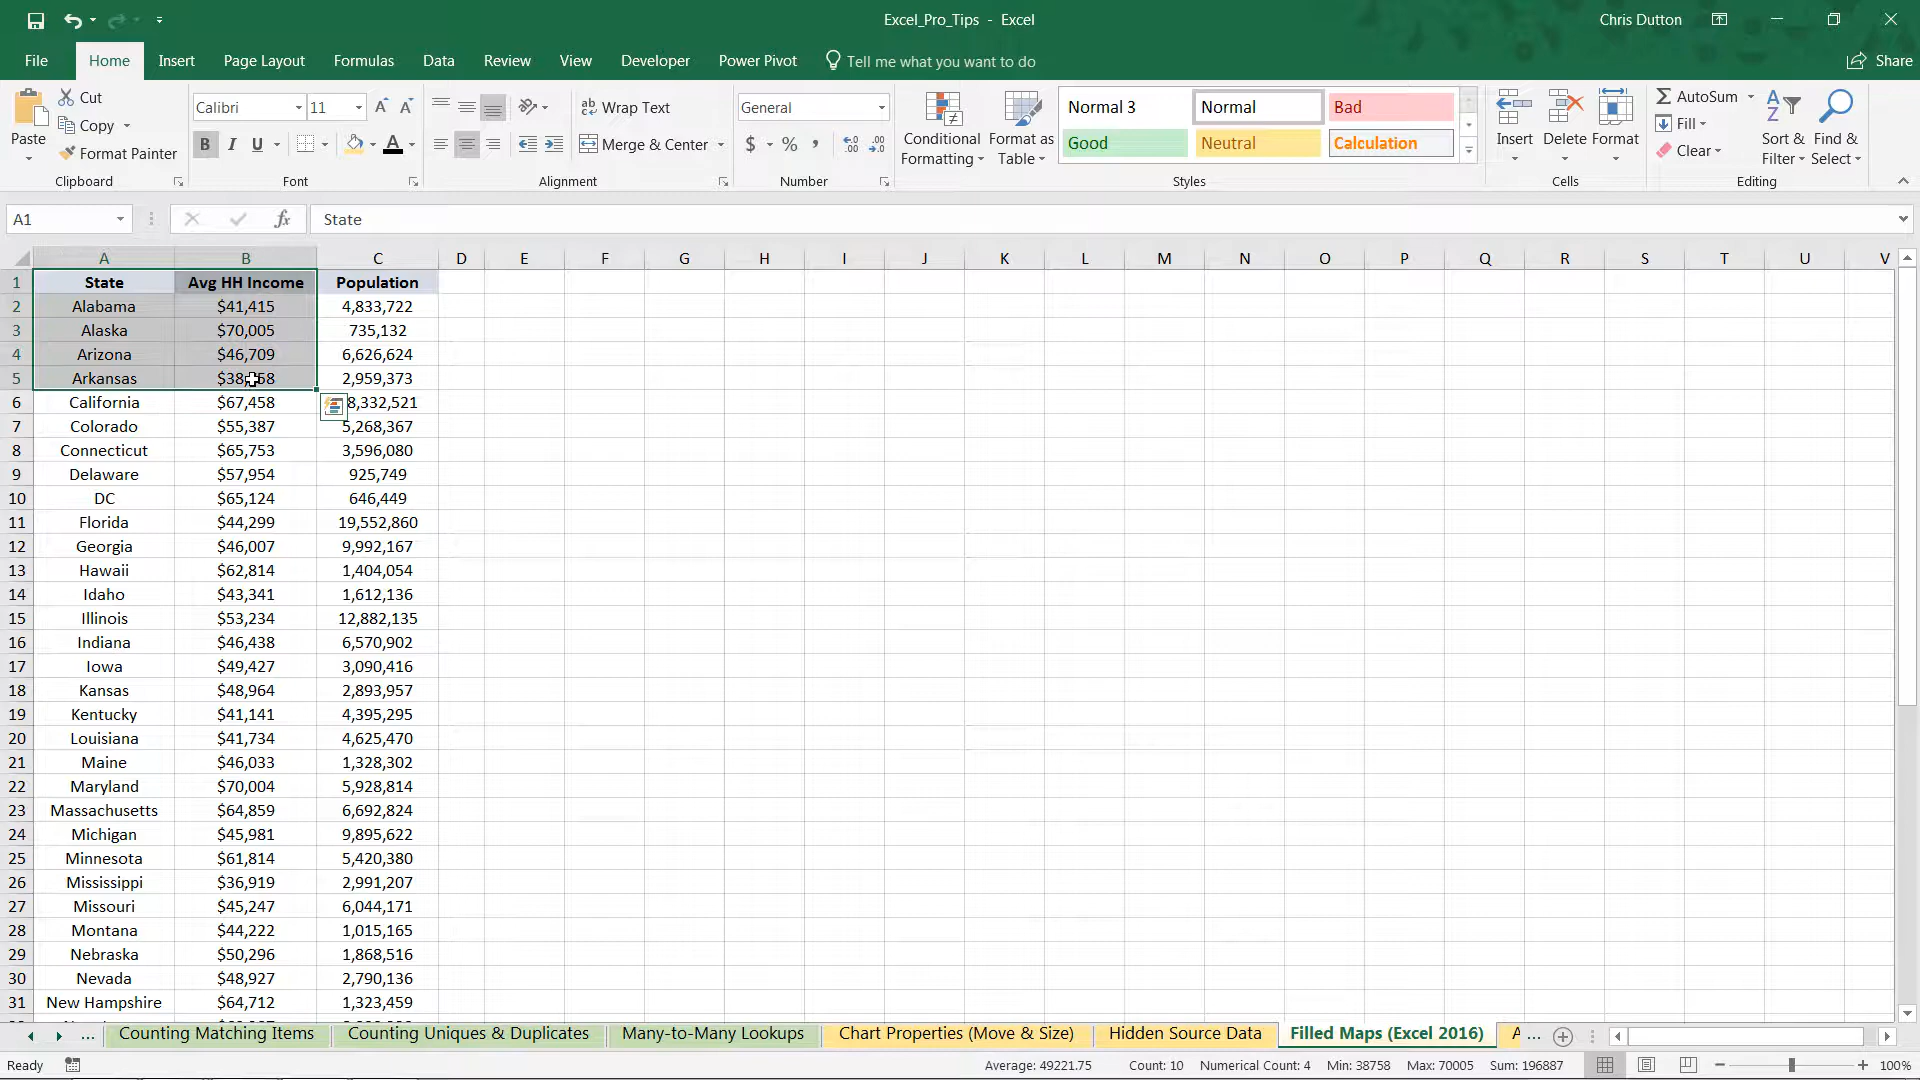 Excel_Pro_Tips - Excel
Chris Dutton
File Home Insert Page Layout Formulas Data Review View Developer Power Pivot Tell me what you want to do Share
Paste
Cut
Copy
Format Painter
Clipboard
Calibri 11
B I U
Font
Wrap Text
Merge & Center
Alignment
General
$ % ,
Number
Conditional Formatting
Format as Table
Normal 3 Normal Bad
Good Neutral Calculation
Styles
Insert Delete Format
Cells
AutoSum
Fill
Clear
Sort & Filter
Find & Select
Editing
A1 fx State
A B C D E F G H I J K L M N O P Q R S T U V
1 State Avg HH Income Population
2 Alabama $41,415 4,833,722
3 Alaska $70,005 735,132
4 Arizona $46,709 6,626,624
5 Arkansas 2,959,373
6 California $67,458
7 Colorado $55,387 5,268,367
8 Connecticut $65,753 3,596,080
9 Delaware $57,954 925,749
10 DC $65,124 646,449
11 Florida $44,299 19,552,860
12 Georgia $46,007 9,992,167
13 Hawaii $62,814 1,404,054
14 Idaho $43,341 1,612,136
15 Illinois $53,234 12,882,135
16 Indiana $46,438 6,570,902
17 Iowa $49,427 3,090,416
18 Kansas $48,964 2,893,957
19 Kentucky $41,141 4,395,295
20 Louisiana $41,734 4,625,470
21 Maine $46,033 1,328,302
22 Maryland $70,004 5,928,814
23 Massachusetts $64,859 6,692,824
24 Michigan $45,981 9,895,622
25 Minnesota $61,814 5,420,380
26 Mississippi $36,919 2,991,207
27 Missouri $45,247 6,044,171
28 Montana $44,222 1,015,165
29 Nebraska $50,296 1,868,516
30 Nevada $48,927 2,790,136
31 New Hampshire $64,712 1,323,459
... Counting Matching Items Counting Uniques & Duplicates Many-to-Many Lookups Chart Properties (Move & Size) Hidden Source Data Filled Maps (Excel 2016) ...
Ready Average: 49221.75 Count: 10 Numerical Count: 4 Min: 38758 Max: 70005 Sum: 196887 100%